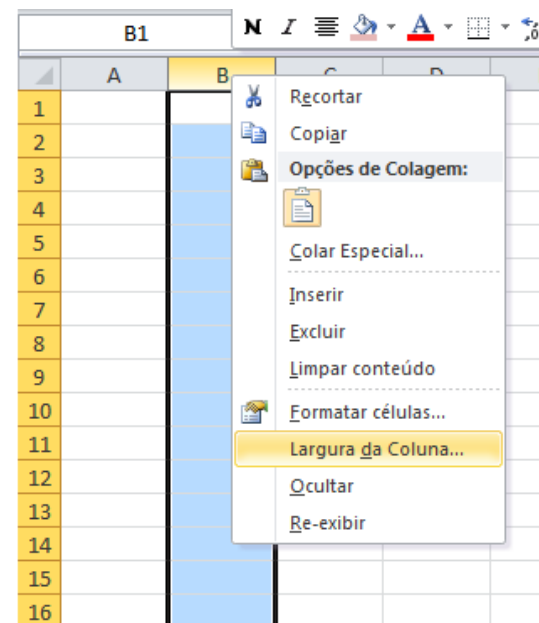 B1 N I A ,0
A B C D
1
2
3
4
5
6
7
8
9
10
11
12
13
14
15
16
Recortar
Copiar
Opções de Colagem:
Colar Especial...
Inserir
Excluir
Limpar conteúdo
Formatar células...
Largura da Coluna...
Ocultar
Re-exibir